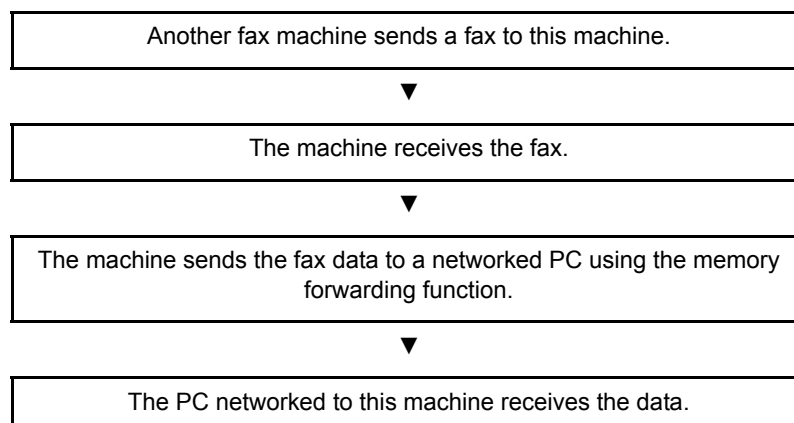 Another fax machine sends a fax to this machine.
▼
The machine receives the fax.
▼
The machine sends the fax data to a networked PC using the memory
forwarding function.
▼
The PC networked to this machine receives the data.